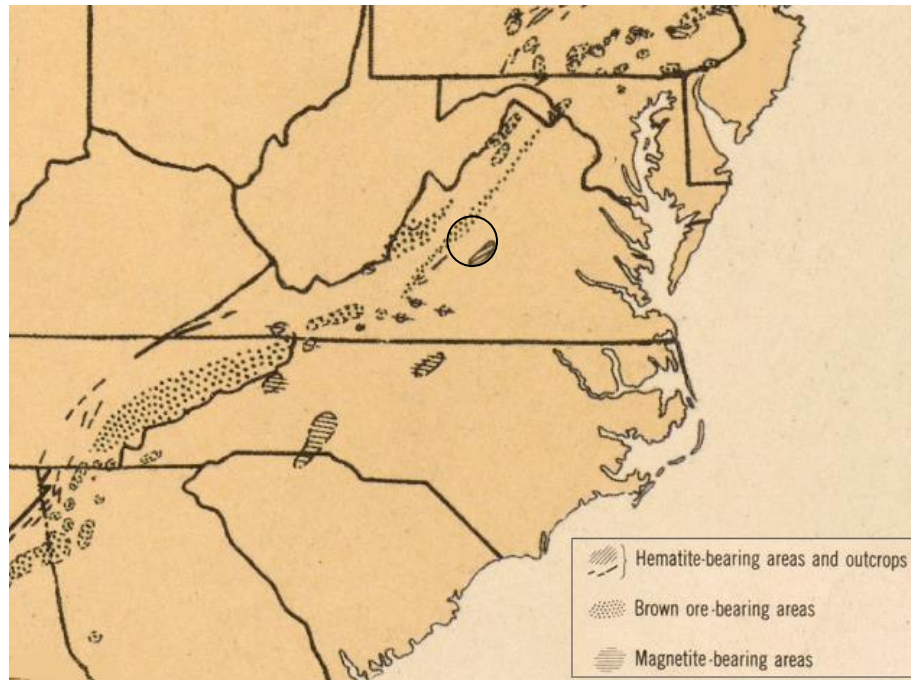 Hematite-bearing areas and outcrops
Brown ore-bearing areas
Magnetite-bearing areas